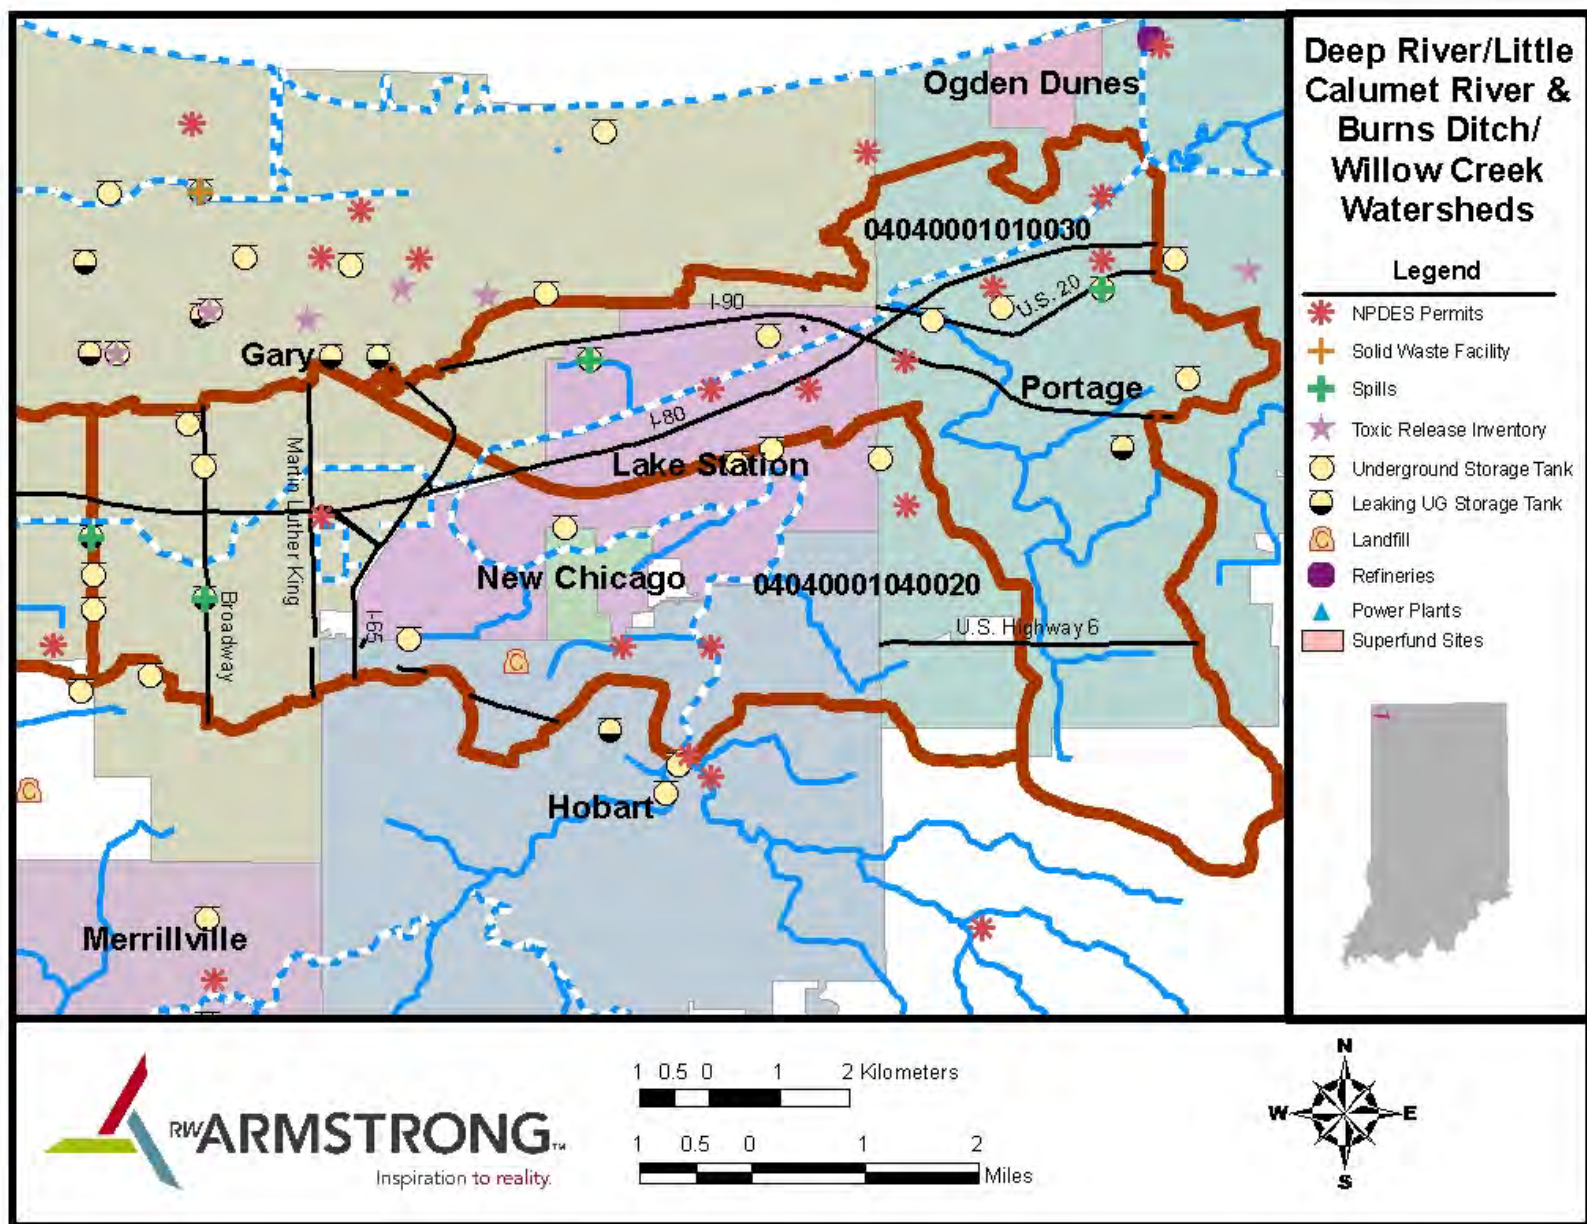 Deep River/Little
Calumet River &
Burns Ditch/
Willow Creek
Watersheds
Legend
NPDES Permits
Solid Waste Facility
Spills
Toxic Release Inventory
Underground Storage Tank
Leaking UG Storage Tank
C Landfill
Refineries
Power Plants
Superfund Sites
Ogden Dunes
04040001010030
U.S. 20
I-90
Gary
Portage
I-80
Lake Station
Martin Luther King
New Chicago
04040001040020
Broadway
I-65
U.S. Highway 6
C
C
Hobart
Merrillville
RWARMSTRONG™
Inspiration to reality.
1 0.5 0 1 2 Kilometers
1 0.5 0 1 2
Miles
N
W E
S